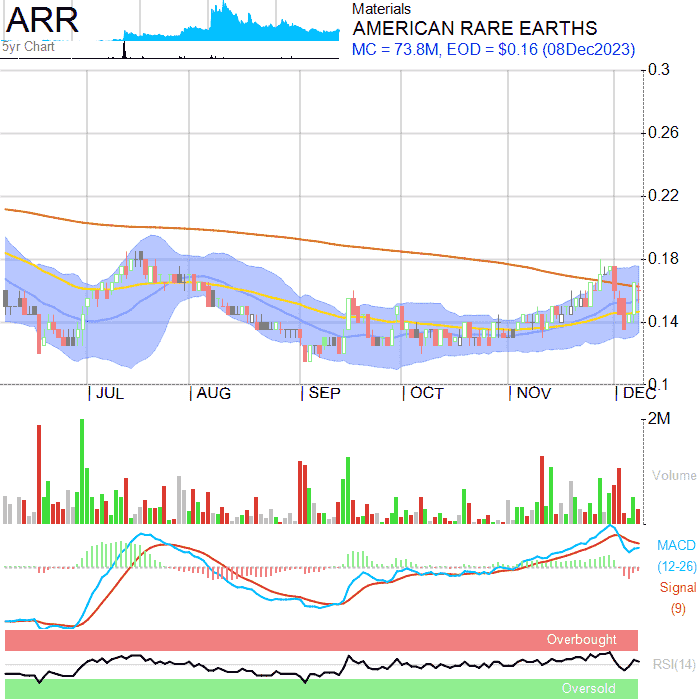 ARR
5yr Chart
Materials
AMERICAN RARE EARTHS
MC = 73.8M, EOD = $0.16 (08Dec2023)
0.3
0.26
0.22
0.18
0.14
0.1
JUL AUG SEP OCT NOV DEC
2M
Volume
MACD
(12-26)
Signal
(9)
Overbought
RSI(14)
Oversold